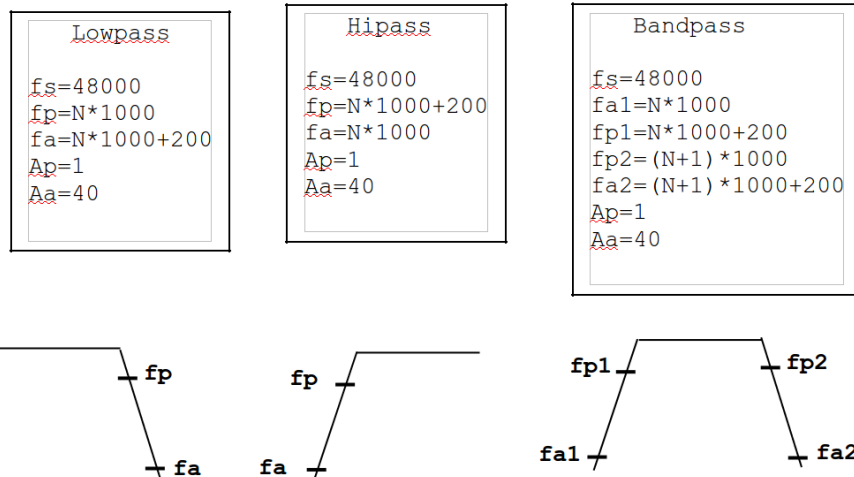 Lowpass
fs=48000
fp=N*1000
fa=N*1000+200
Ap=1
Aa=40
Hipass
fs=48000
fp=N*1000+200
fa=N*1000
Ap=1
Aa=40
Bandpass
fs=48000
fa1=N*1000
fp1=N*1000+200
fp2=(N+1)*1000
fa2=(N+1)*1000+200
Ap=1
Aa=40
fp
fa
fp
fa
fp1
fp2
fa1
fa2